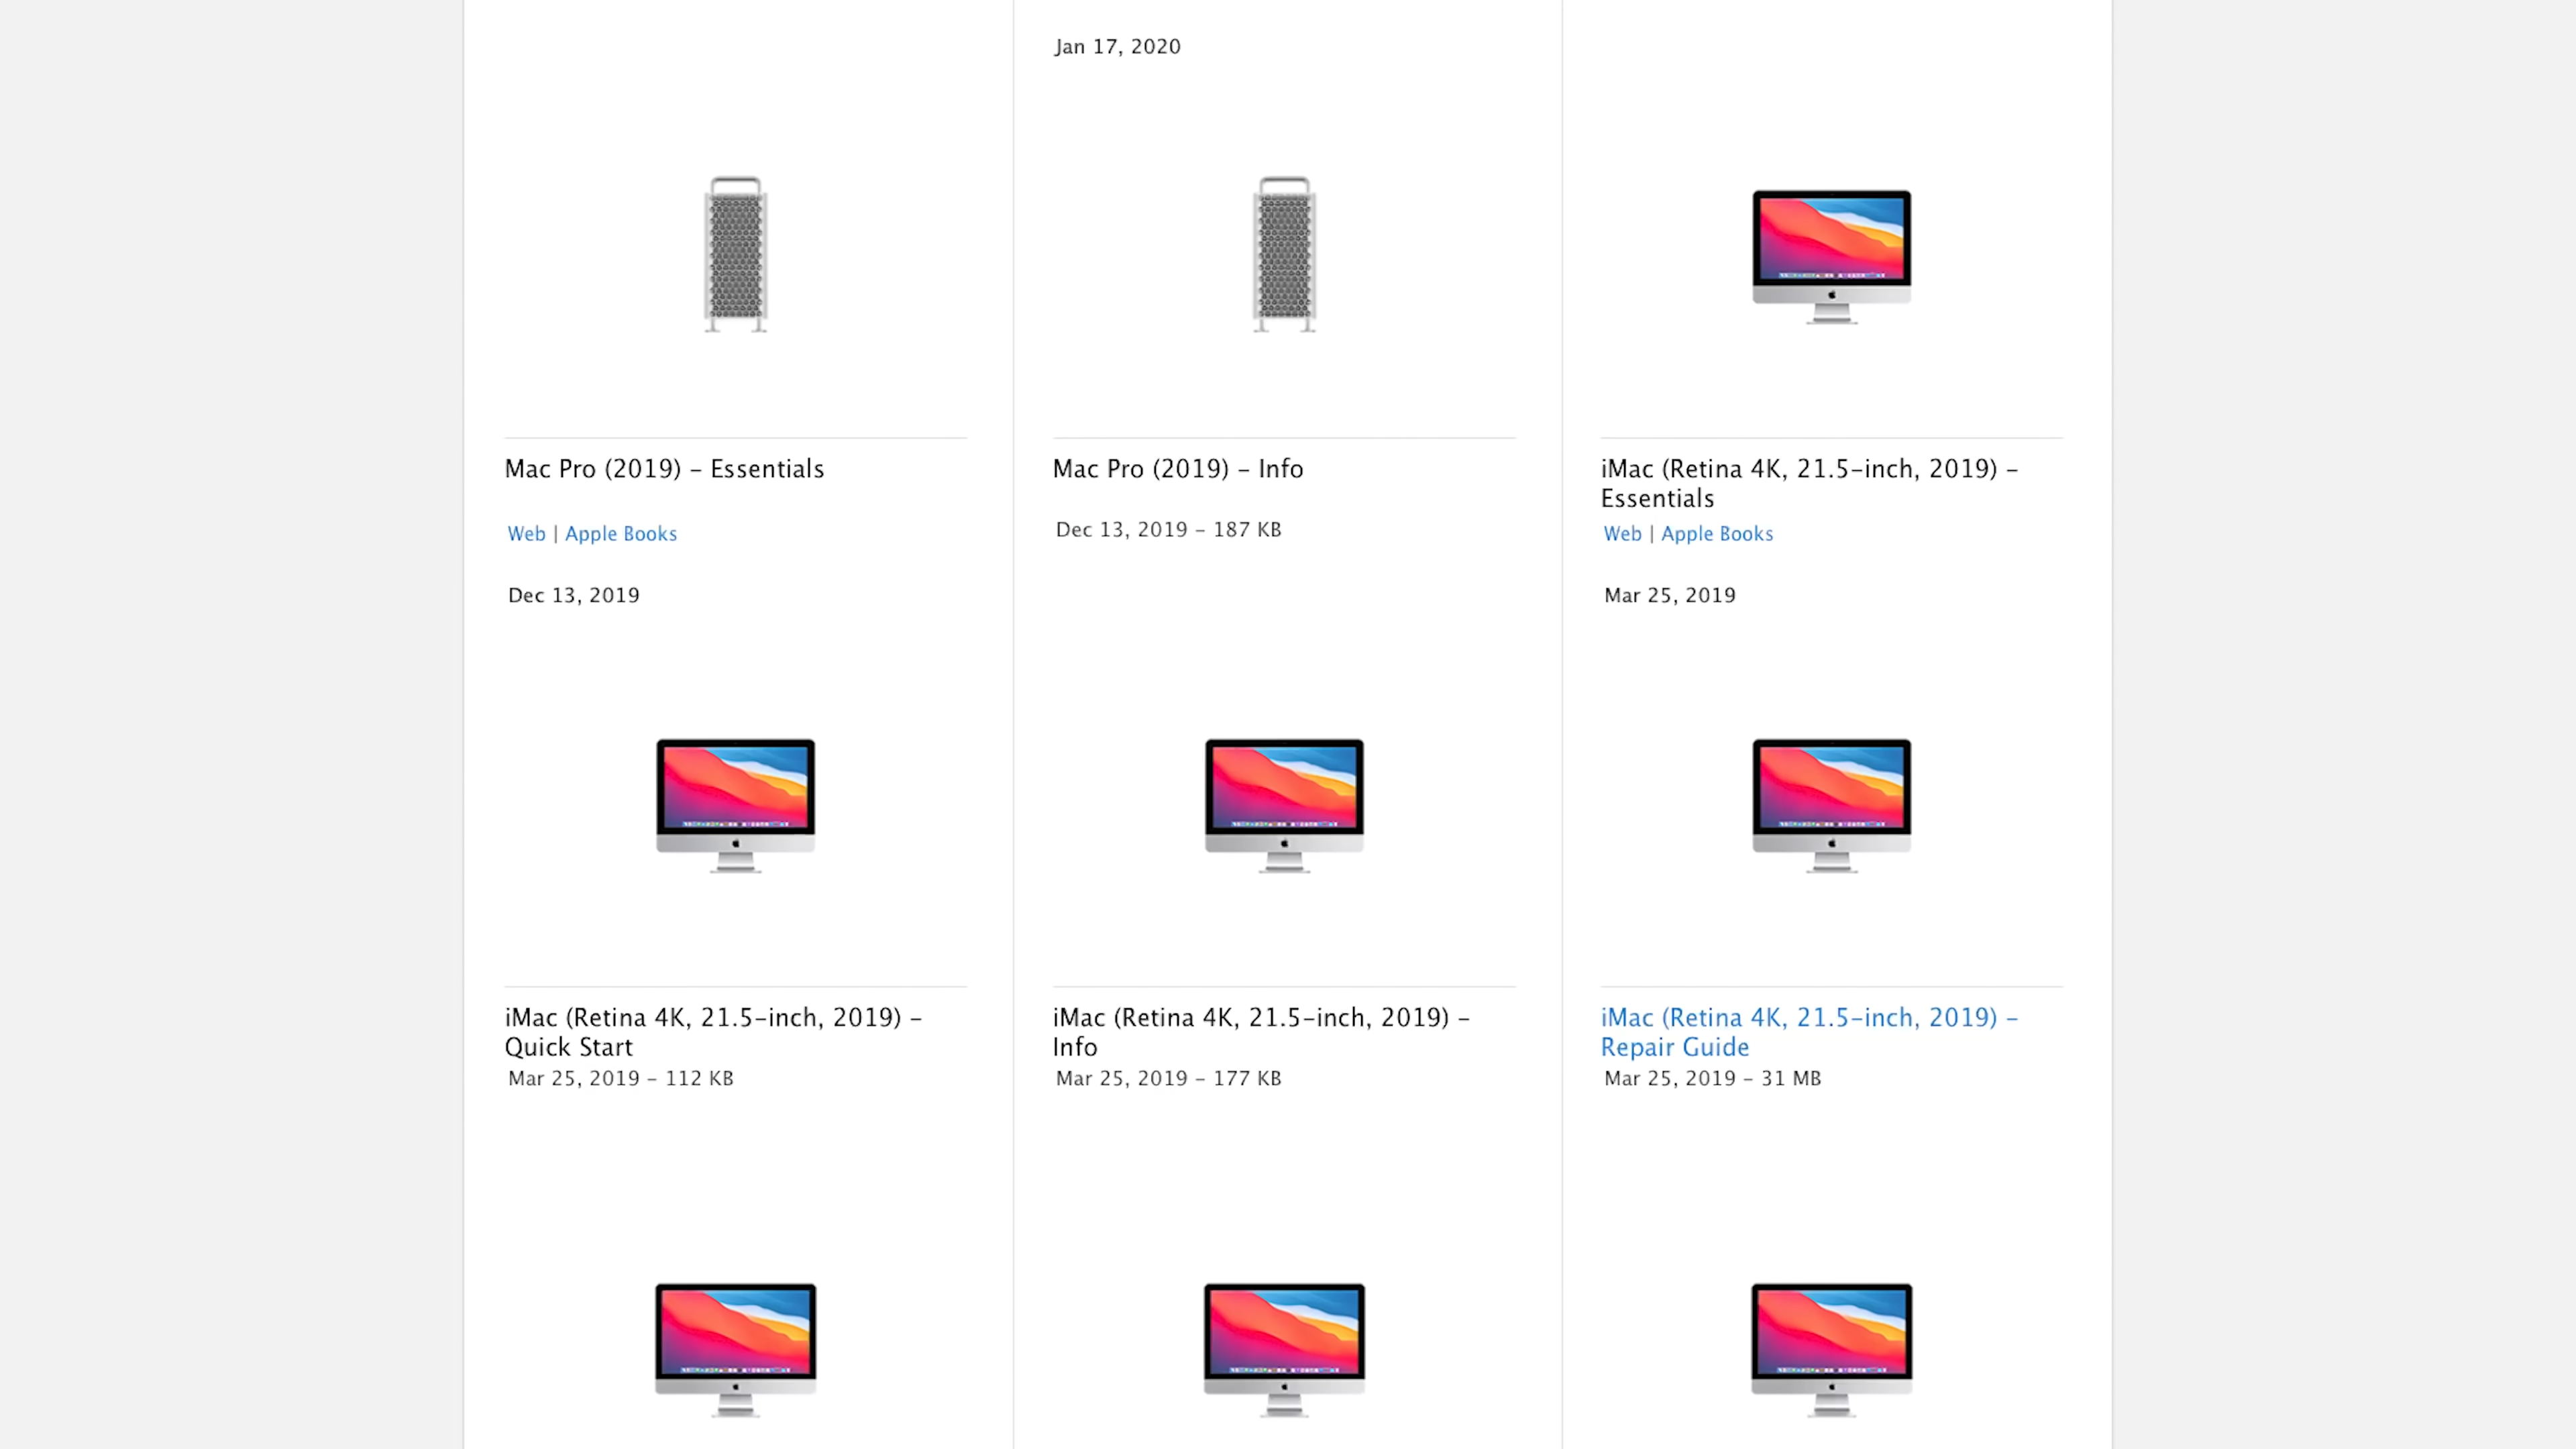 Jan 17, 2020
Mac Pro (2019) – Essentials
Web | Apple Books
Dec 13, 2019
Mac Pro (2019) – Info
Dec 13, 2019 – 187 KB
iMac (Retina 4K, 21.5-inch, 2019) –
Essentials
Web | Apple Books
Mar 25, 2019
iMac (Retina 4K, 21.5-inch, 2019) –
Quick Start
Mar 25, 2019 – 112 KB
iMac (Retina 4K, 21.5-inch, 2019) –
Info
Mar 25, 2019 – 177 KB
iMac (Retina 4K, 21.5-inch, 2019) –
Repair Guide
Mar 25, 2019 – 31 MB